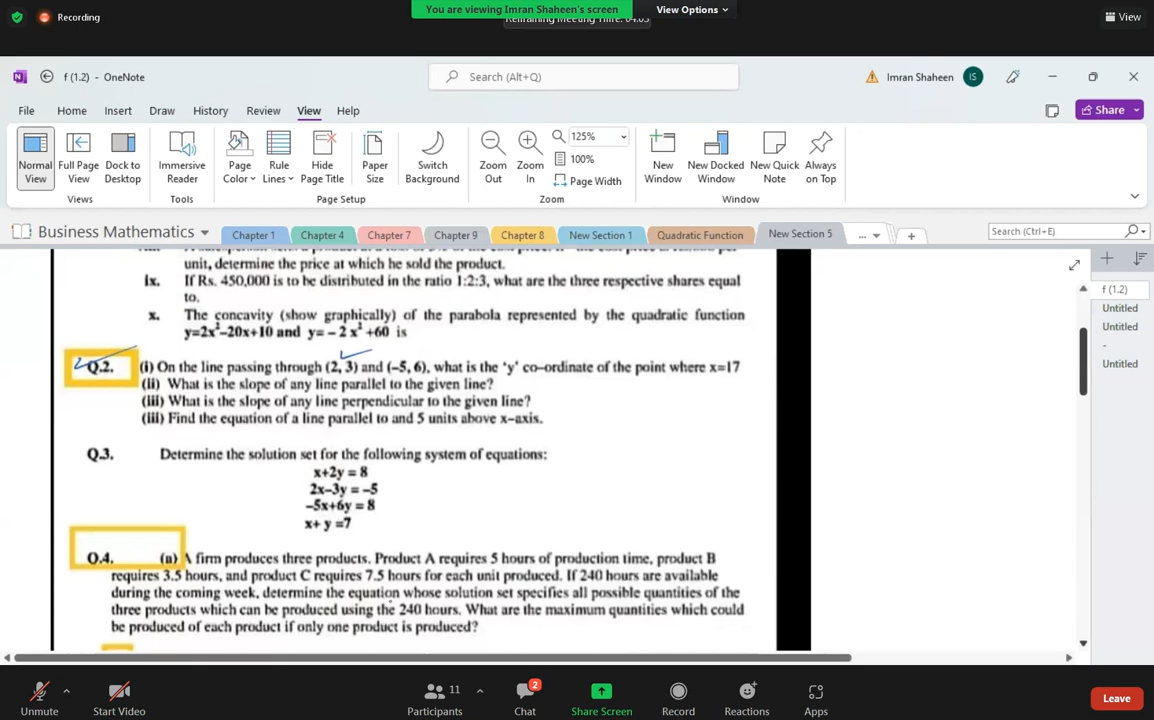 You are viewing Imran Shaheen's screen
View Options
Recording
View
f (1.2) - OneNote
Search (Alt+Q)
Imran Shaheen
IS
File
Home
Insert
Draw
History
Review
View
Help
Share
Normal View
Full Page View
Dock to Desktop
Immersive Reader
Page Color
Rule Lines
Hide Page Title
Paper Size
Switch Background
Zoom Out
Zoom In
125%
100%
Page Width
New Window
New Docked Window
New Quick Note
Always on Top
Views
Tools
Page Setup
Zoom
Window
Business Mathematics
Chapter 1
Chapter 4
Chapter 7
Chapter 9
Chapter 8
New Section 1
Quadratic Function
New Section 5
...
Search (Ctrl+E)
f (1.2)
Untitled
Untitled
-
Untitled
unit, determine the price at which he sold the product.
ix. If Rs. 450,000 is to be distributed in the ratio 1:2:3, what are the three respective shares equal
to.
x. The concavity (show graphically) of the parabola represented by the quadratic function
y=2x²–20x+10 and y= – 2 x² +60 is
Q.2. (i) On the line passing through (2, 3) and (–5, 6), what is the 'y' co-ordinate of the point where x=17
(ii) What is the slope of any line parallel to the given line?
(iii) What is the slope of any line perpendicular to the given line?
(iii) Find the equation of a line parallel to and 5 units above x–axis.
Q.3. Determine the solution set for the following system of equations:
x+2y = 8
2x–3y = –5
–5x+6y = 8
x+ y =7
Q.4. (a) A firm produces three products. Product A requires 5 hours of production time, product B
requires 3.5 hours, and product C requires 7.5 hours for each unit produced. If 240 hours are available
during the coming week, determine the equation whose solution set specifies all possible quantities of the
three products which can be produced using the 240 hours. What are the maximum quantities which could
be produced of each product if only one product is produced?
Unmute
Start Video
11
Participants
2
Chat
Share Screen
Record
Reactions
Apps
Leave